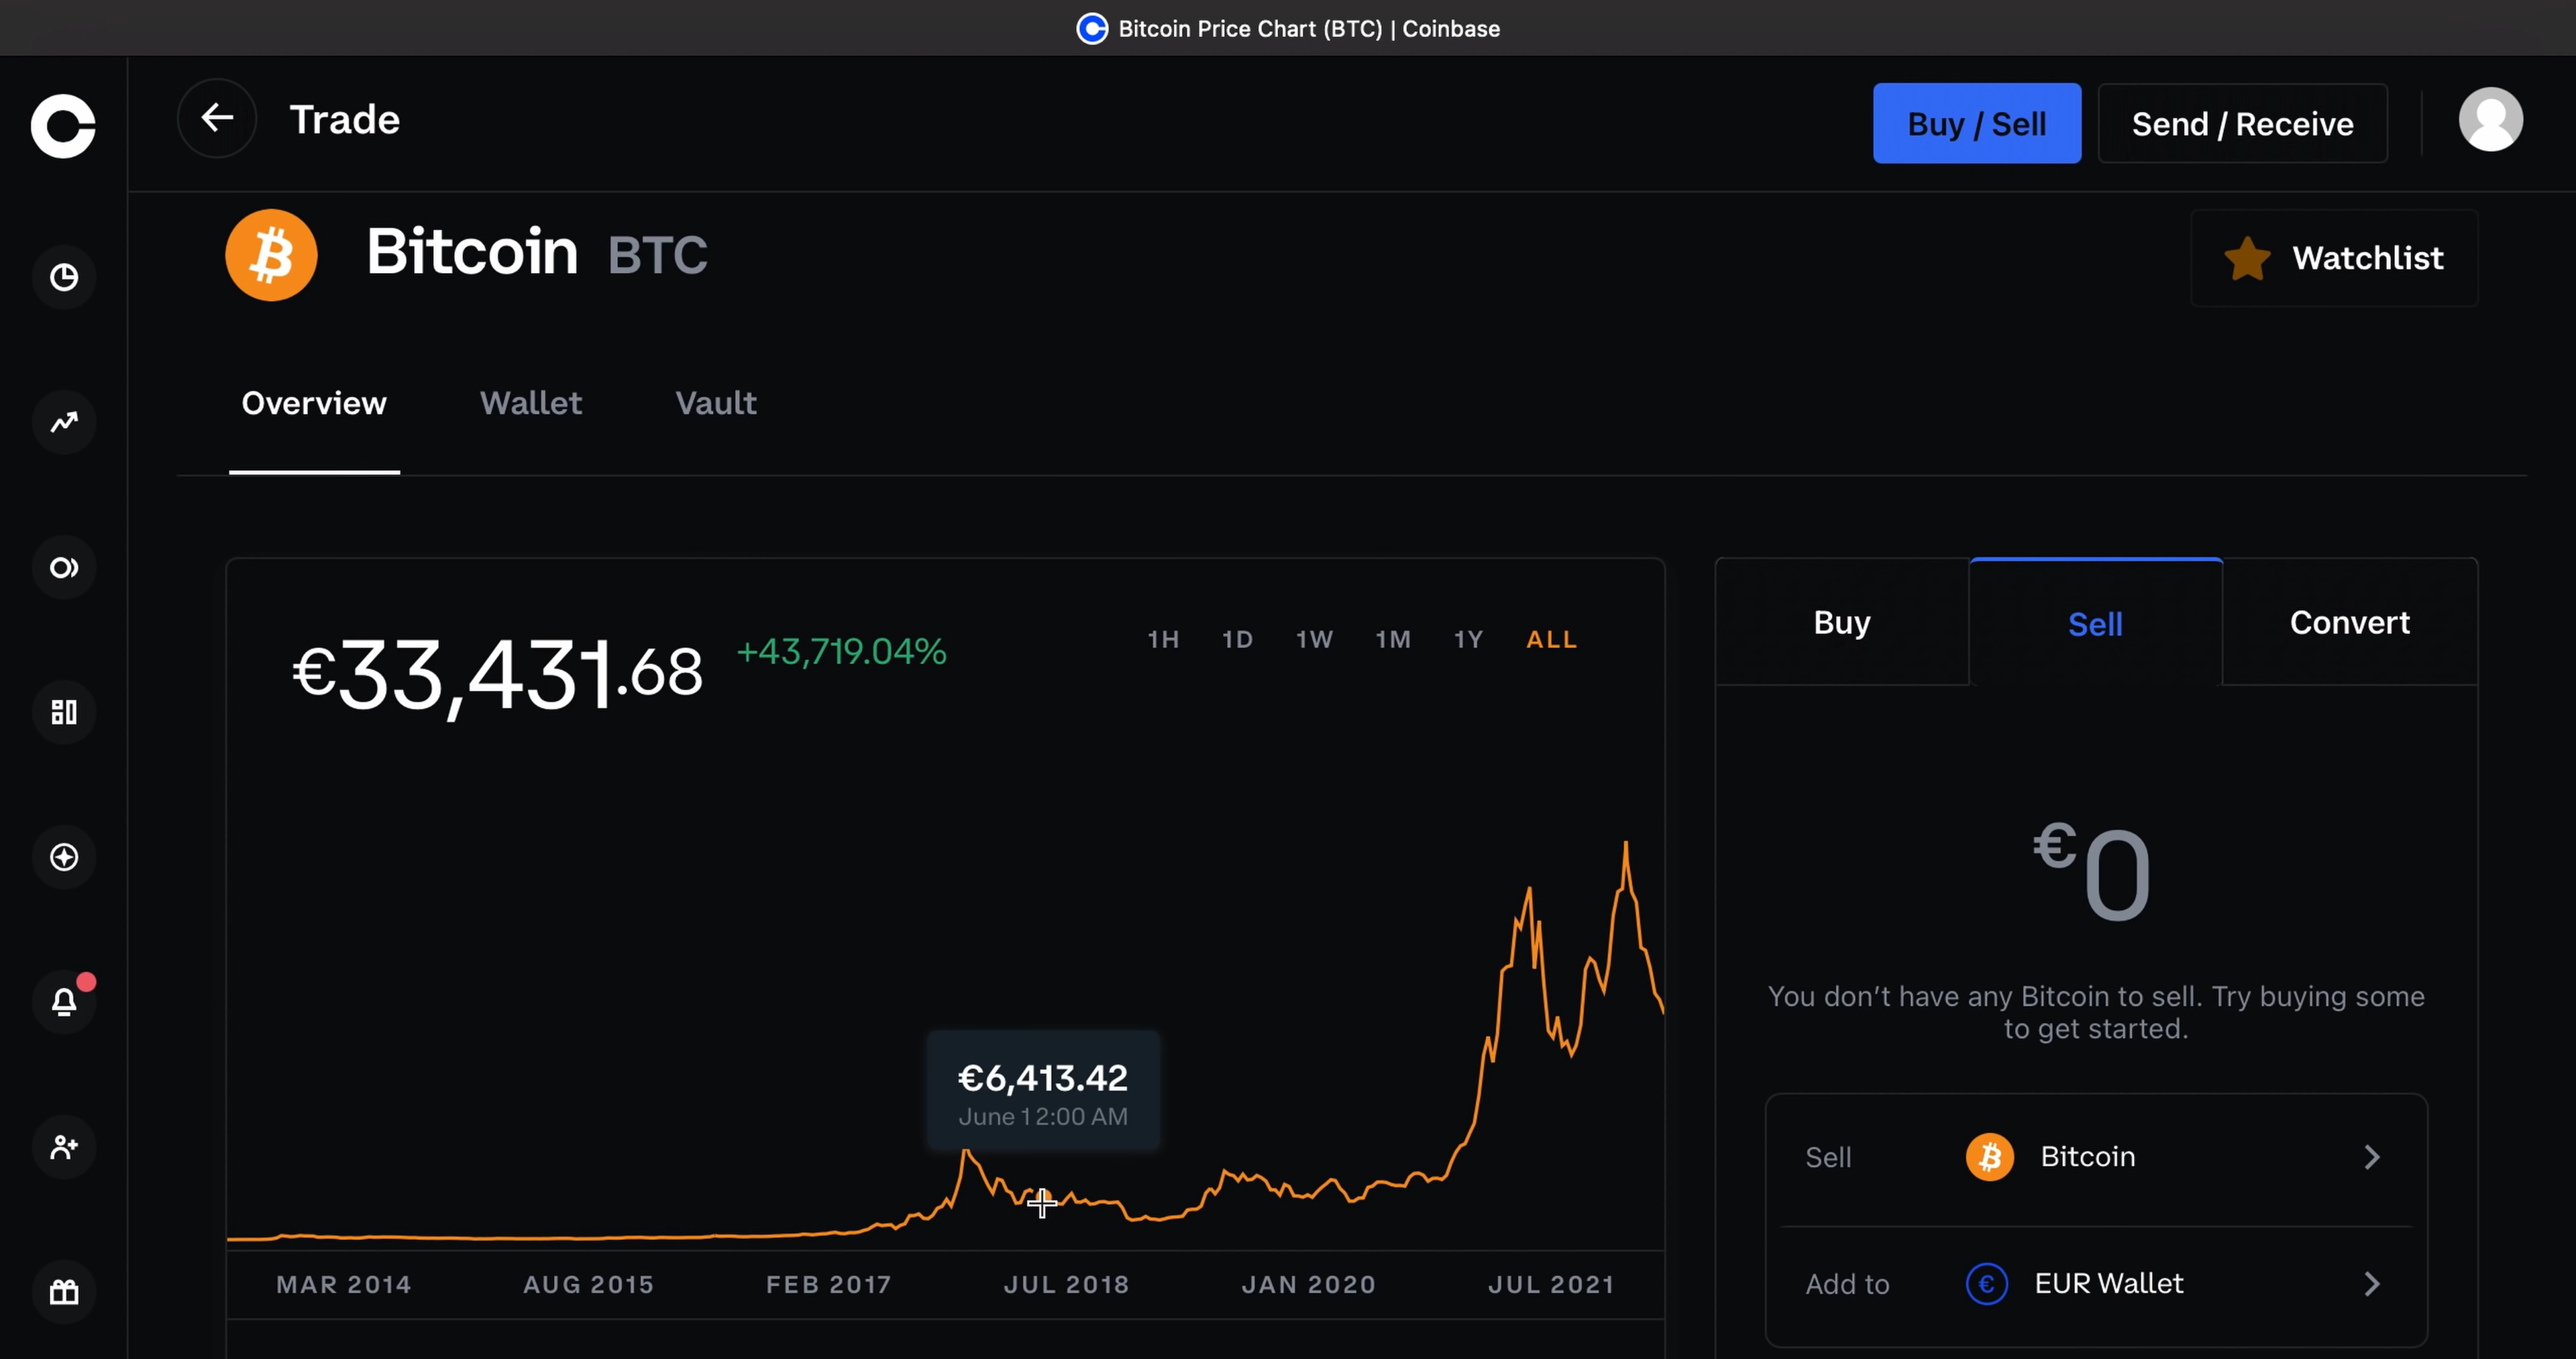 Bitcoin Price Chart (BTC) | Coinbase
Trade
Buy / Sell
Send / Receive
Bitcoin BTC
Watchlist
Overview
Wallet
Vault
€33,431.68 +43,719.04%
1H 1D 1W 1M 1Y ALL
€6,413.42
June 12:00 AM
MAR 2014 AUG 2015 FEB 2017 JUL 2018 JAN 2020 JUL 2021
Buy
Sell
Convert
€0
You don't have any Bitcoin to sell. Try buying some
to get started.
Sell Bitcoin
Add to € EUR Wallet